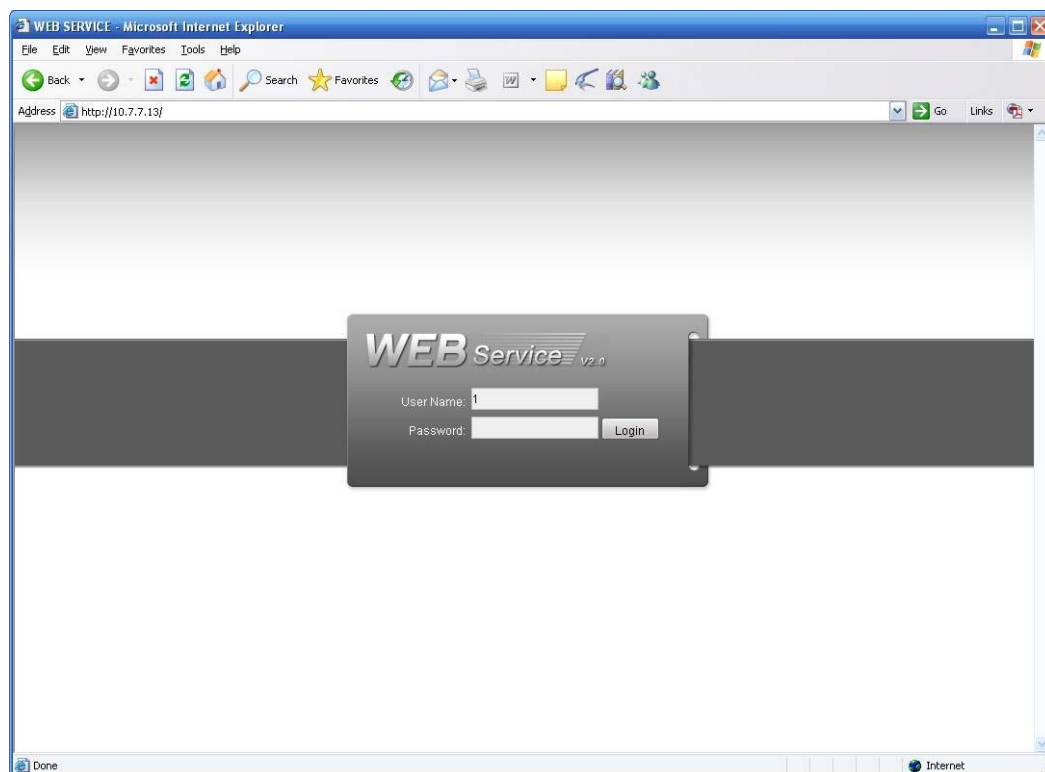 WEB SERVICE - Microsoft Internet Explorer
File Edit View Favorites Tools Help
Back Search Favorites W
Address http://10.7.7.13/ Go Links
WEB Service V2.0
User Name: 1
Password: Login
Done Internet